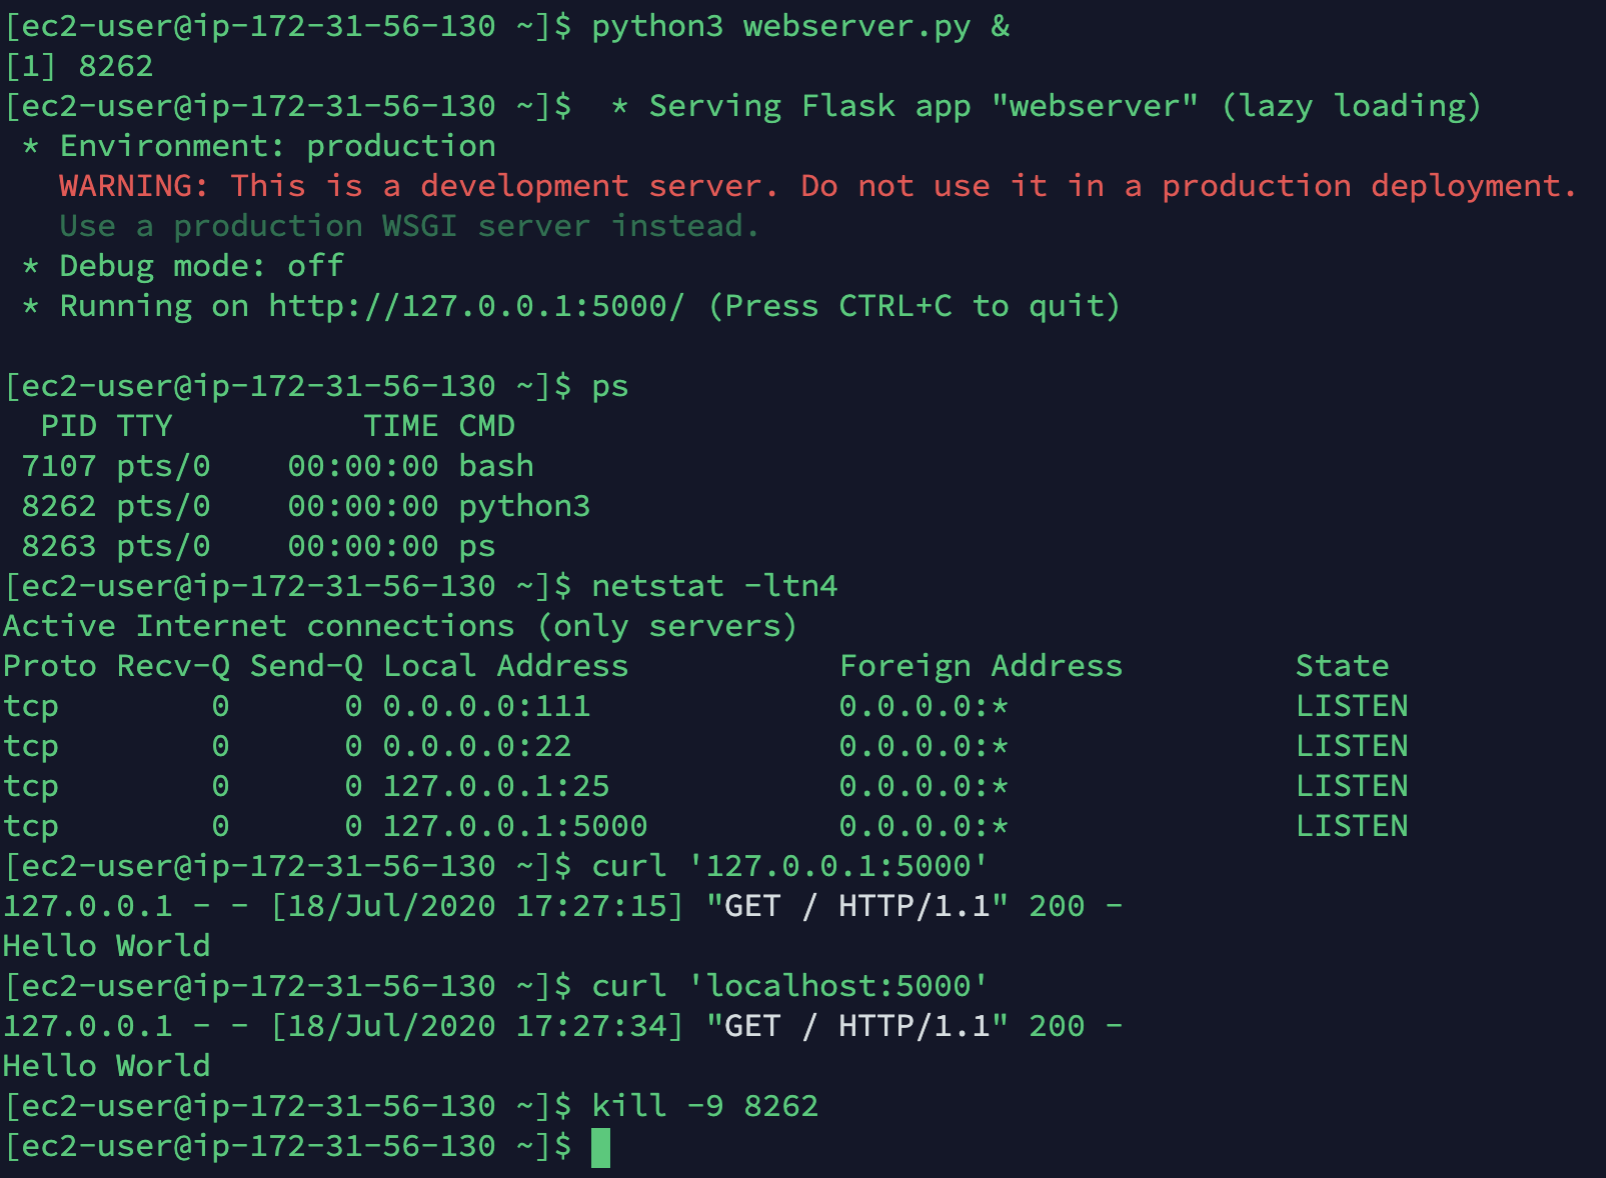 [ec2-user@ip-172-31-56-130 ~]$ python3 webserver.py &
[1] 8262
[ec2-user@ip-172-31-56-130 ~]$  * Serving Flask app "webserver" (lazy loading)
 * Environment: production
   WARNING: This is a development server. Do not use it in a production deployment.
   Use a production WSGI server instead.
 * Debug mode: off
 * Running on http://127.0.0.1:5000/ (Press CTRL+C to quit)
[ec2-user@ip-172-31-56-130 ~]$ ps
  PID TTY          TIME CMD
 7107 pts/0    00:00:00 bash
 8262 pts/0    00:00:00 python3
 8263 pts/0    00:00:00 ps
[ec2-user@ip-172-31-56-130 ~]$ netstat -ltn4
Active Internet connections (only servers)
Proto Recv-Q Send-Q Local Address           Foreign Address         State
tcp        0      0 0.0.0.0:111             0.0.0.0:*               LISTEN
tcp        0      0 0.0.0.0:22              0.0.0.0:*               LISTEN
tcp        0      0 127.0.0.1:25            0.0.0.0:*               LISTEN
tcp        0      0 127.0.0.1:5000          0.0.0.0:*               LISTEN
[ec2-user@ip-172-31-56-130 ~]$ curl '127.0.0.1:5000'
127.0.0.1 - - [18/Jul/2020 17:27:15] "GET / HTTP/1.1" 200 -
Hello World
[ec2-user@ip-172-31-56-130 ~]$ curl 'localhost:5000'
127.0.0.1 - - [18/Jul/2020 17:27:34] "GET / HTTP/1.1" 200 -
Hello World
[ec2-user@ip-172-31-56-130 ~]$ kill -9 8262
[ec2-user@ip-172-31-56-130 ~]$